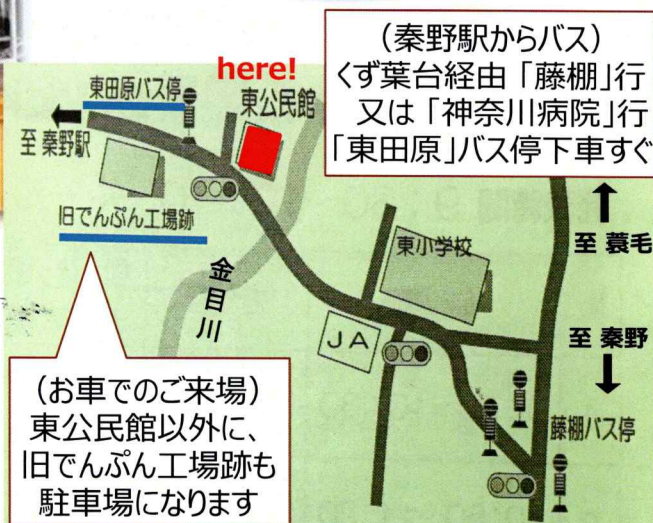 (秦野駅からバス)
くず葉台経由「藤棚」行
又は「神奈川病院」行
「東田原」バス停下車すぐ
here!
東田原バス停
東公民館
至 秦野駅
旧でんぷん工場跡
金目川
東小学校
至 蓑毛
JA
至 秦野
藤棚バス停
(お車でのご来場)
東公民館以外に、
旧でんぷん工場跡も
駐車場になります